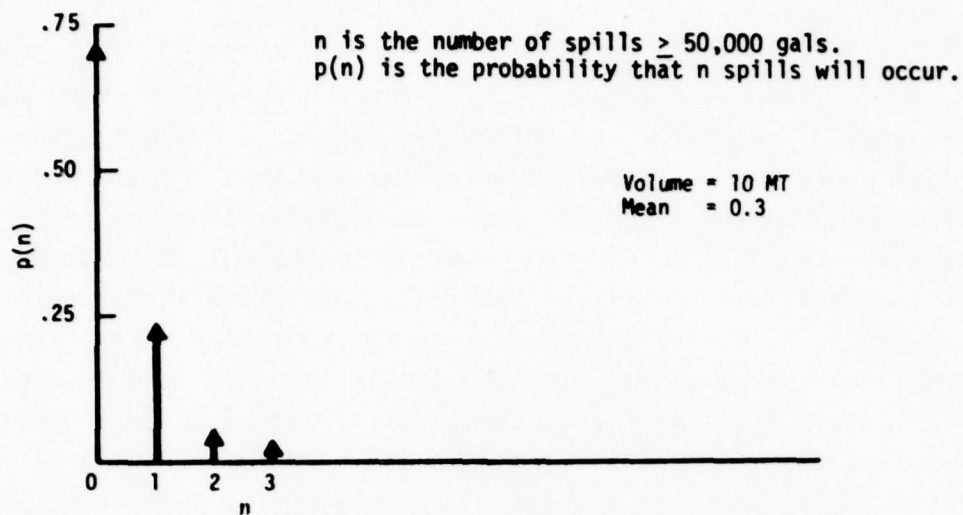 .75
n is the number of spills ≥ 50,000 gals.
p(n) is the probability that n spills will occur.
.50
Volume = 10 MT
Mean = 0.3
p(n)
.25
0 1 2 3
n